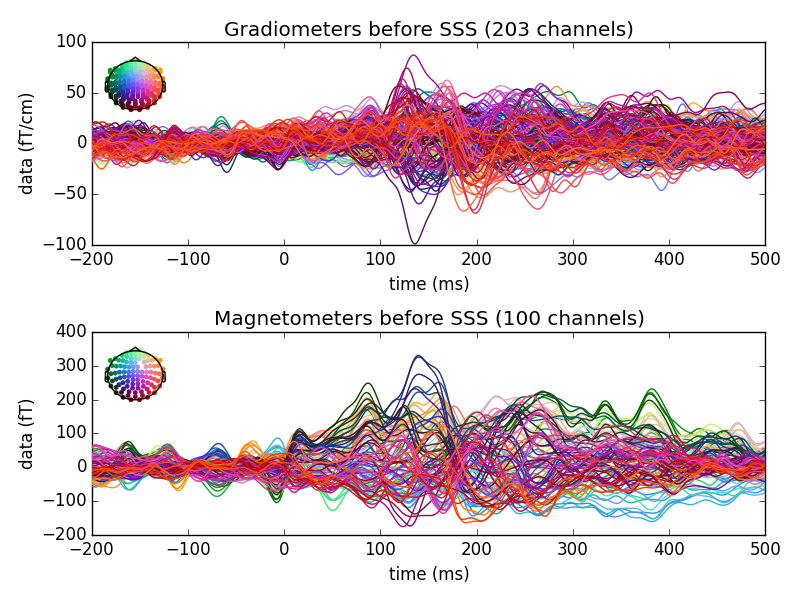 Gradiometers before SSS (203 channels)
100
50
0
−50
−100
data (fT/cm)
−200 −100 0 100 200 300 400 500
time (ms)
Magnetometers before SSS (100 channels)
400
300
200
100
0
−100
−200
data (fT)
−200 −100 0 100 200 300 400 500
time (ms)